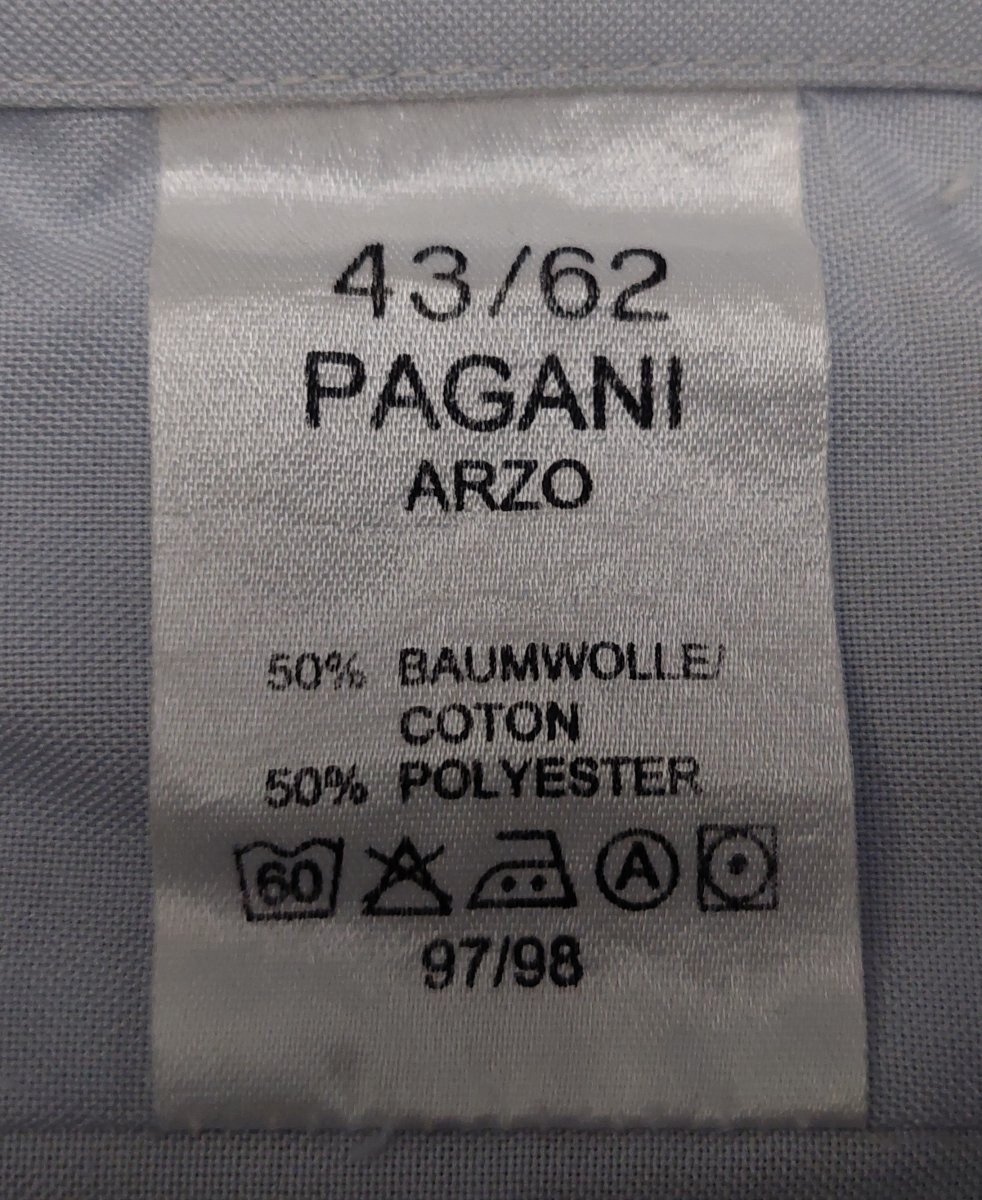 43/62
PAGANI
ARZO
50% BAUMWOLLE/
COTON
50% POLYESTER
60 A
97/98